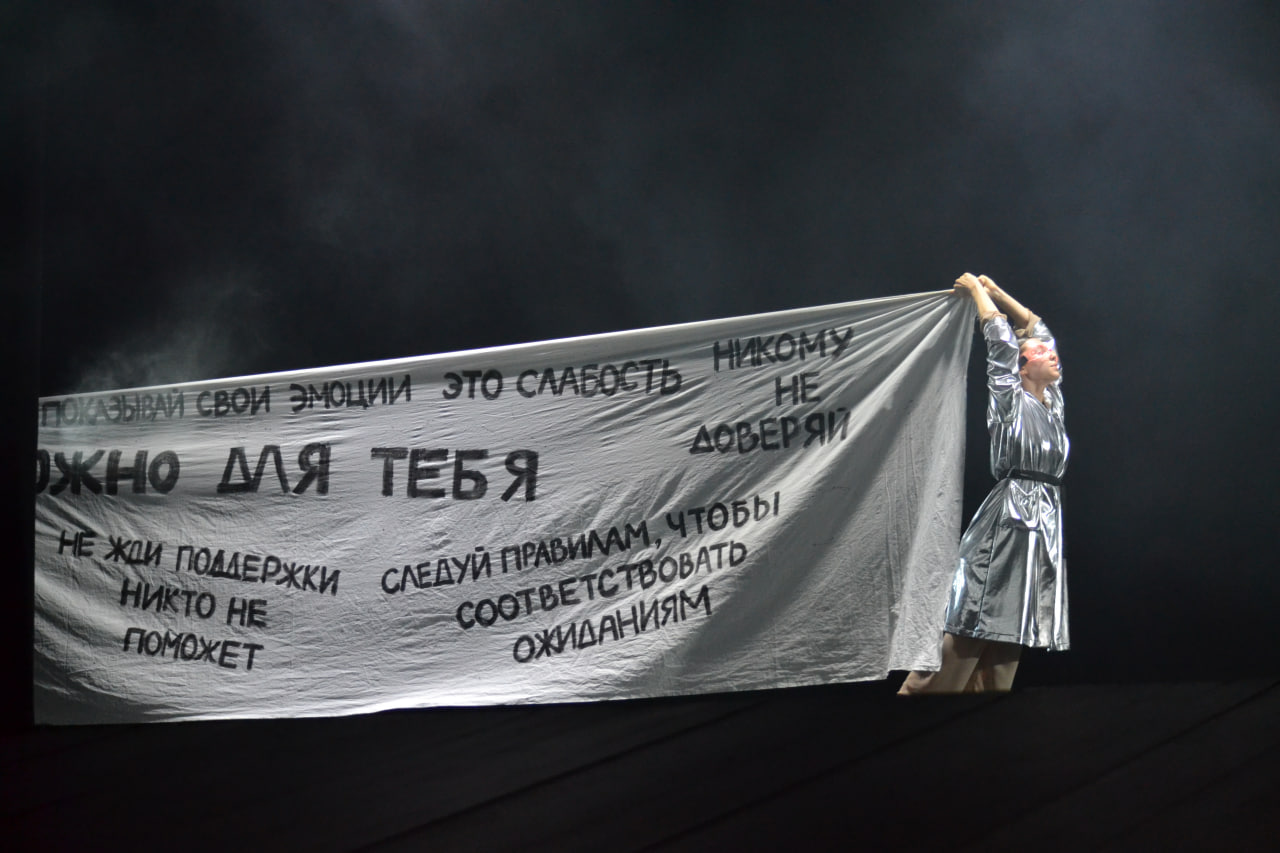 ПОКАЗЫВАЙ СВОИ ЭМОЦИИ ЭТО СЛАБОСТЬ
НИКОМУ
НЕ
ДОВЕРЯЙ
ОЖНО ДЛЯ ТЕБЯ
НЕ ЖДИ ПОДДЕРЖКИ
НИКТО НЕ
ПОМОЖЕТ
СЛЕДУЙ ПРАВИЛАМ, ЧТОБЫ
СООТВЕТСТВОВАТЬ
ОЖИДАНИЯМ